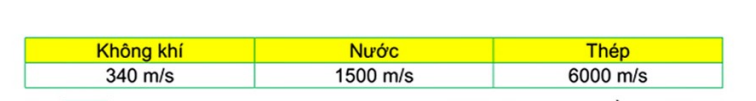 Không khí Nước Thép
340 m/s 1500 m/s 6000 m/s